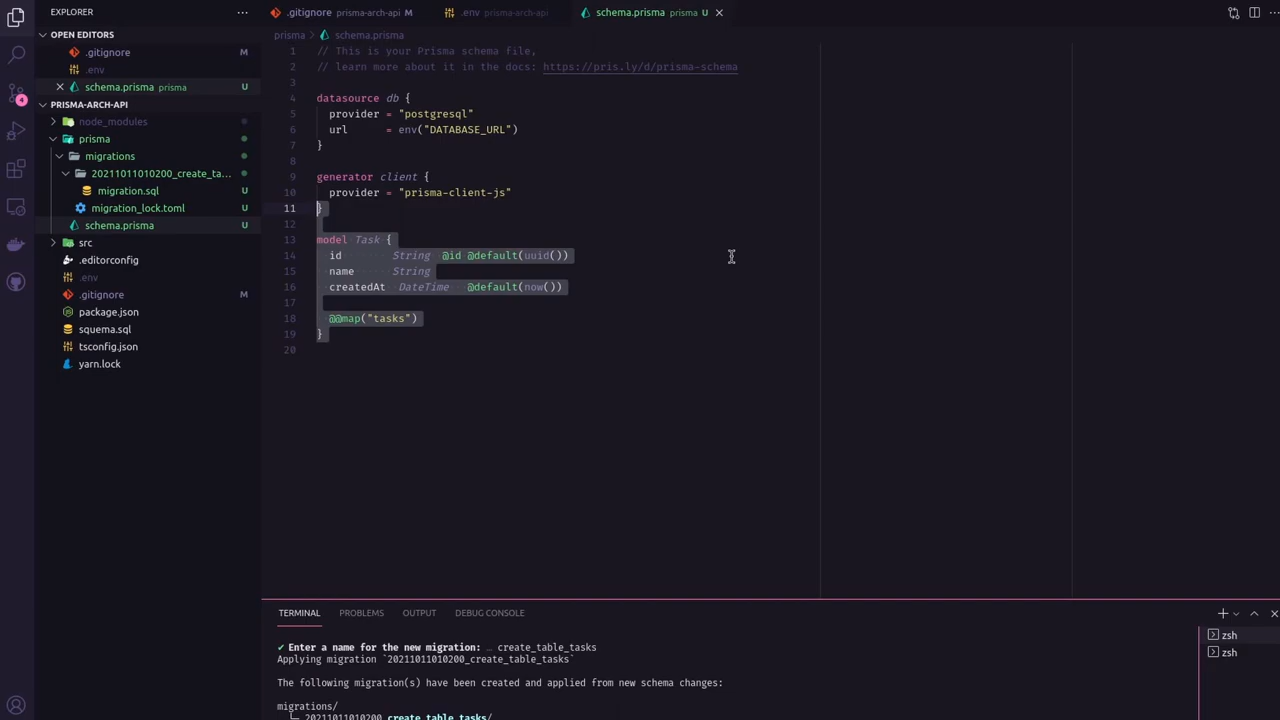 EXPLORER
···
.gitignore prisma-arch-api M
.env prisma-arch-api
schema.prisma prisma U
OPEN EDITORS
.gitignore M
.env
schema.prisma prisma U
PRISMA-ARCH-API
node_modules
prisma
migrations
20211011010200_create_ta...
migration.sql U
migration_lock.toml U
schema.prisma U
src
.editorconfig
.env
.gitignore M
package.json
squema.sql
tsconfig.json
yarn.lock
4
prisma > schema.prisma
1 // This is your Prisma schema file,
2 // learn more about it in the docs: https://pris.ly/d/prisma-schema
3
4 datasource db {
5 provider = "postgresql"
6 url = env("DATABASE_URL")
7 }
8
9 generator client {
10 provider = "prisma-client-js"
11 }
12
13 model Task {
14 id String @id @default(uuid())
15 name String
16 createdAt DateTime @default(now())
17
18 @@map("tasks")
19 }
20
TERMINAL PROBLEMS OUTPUT DEBUG CONSOLE
✔ Enter a name for the new migration: … create_table_tasks
Applying migration `20211011010200_create_table_tasks`
The following migration(s) have been created and applied from new schema changes:
migrations/
└─ 20211011010200_create_table_tasks/
zsh
zsh